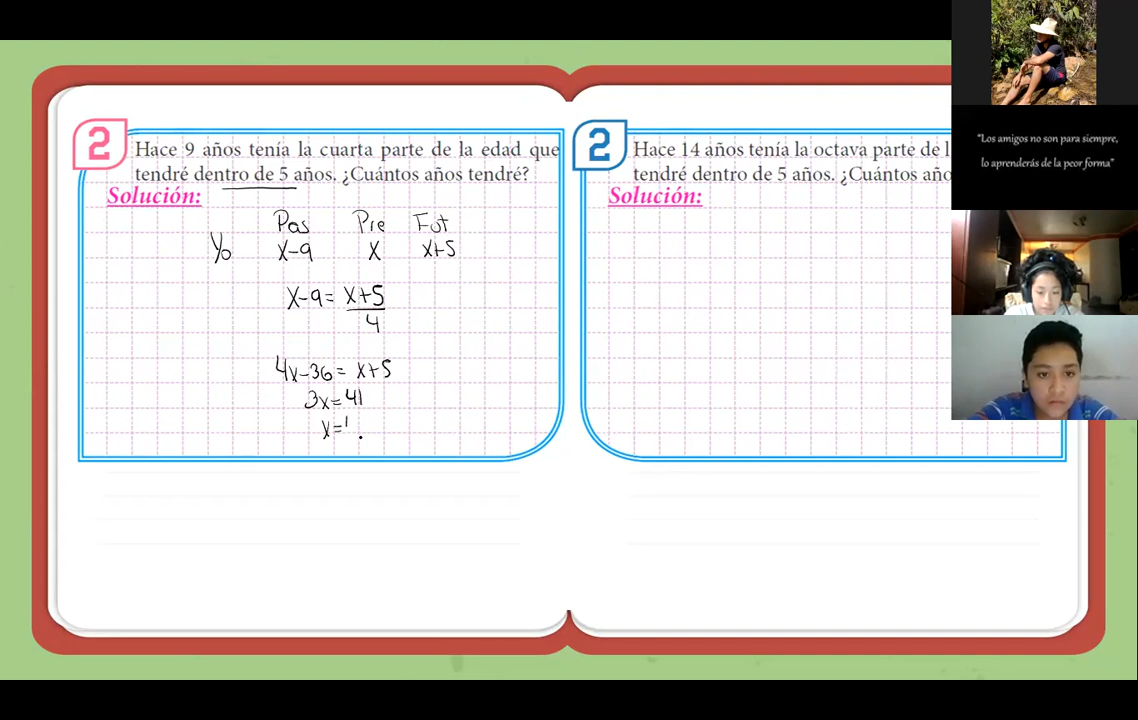 2
Hace 9 años tenía la cuarta parte de la edad que
tendré dentro de 5 años. ¿Cuántos años tendré?
Solución:
Pas Pre Fut
Yo x-9 x x+5
x-9= x+5
4
4x-36= x+5
3x=41
x=1
2
Hace 14 años tenía la octava parte de l
tendré dentro de 5 años. ¿Cuántos año
Solución:
"Los amigos no son para siempre,
lo aprenderás de la peor forma"